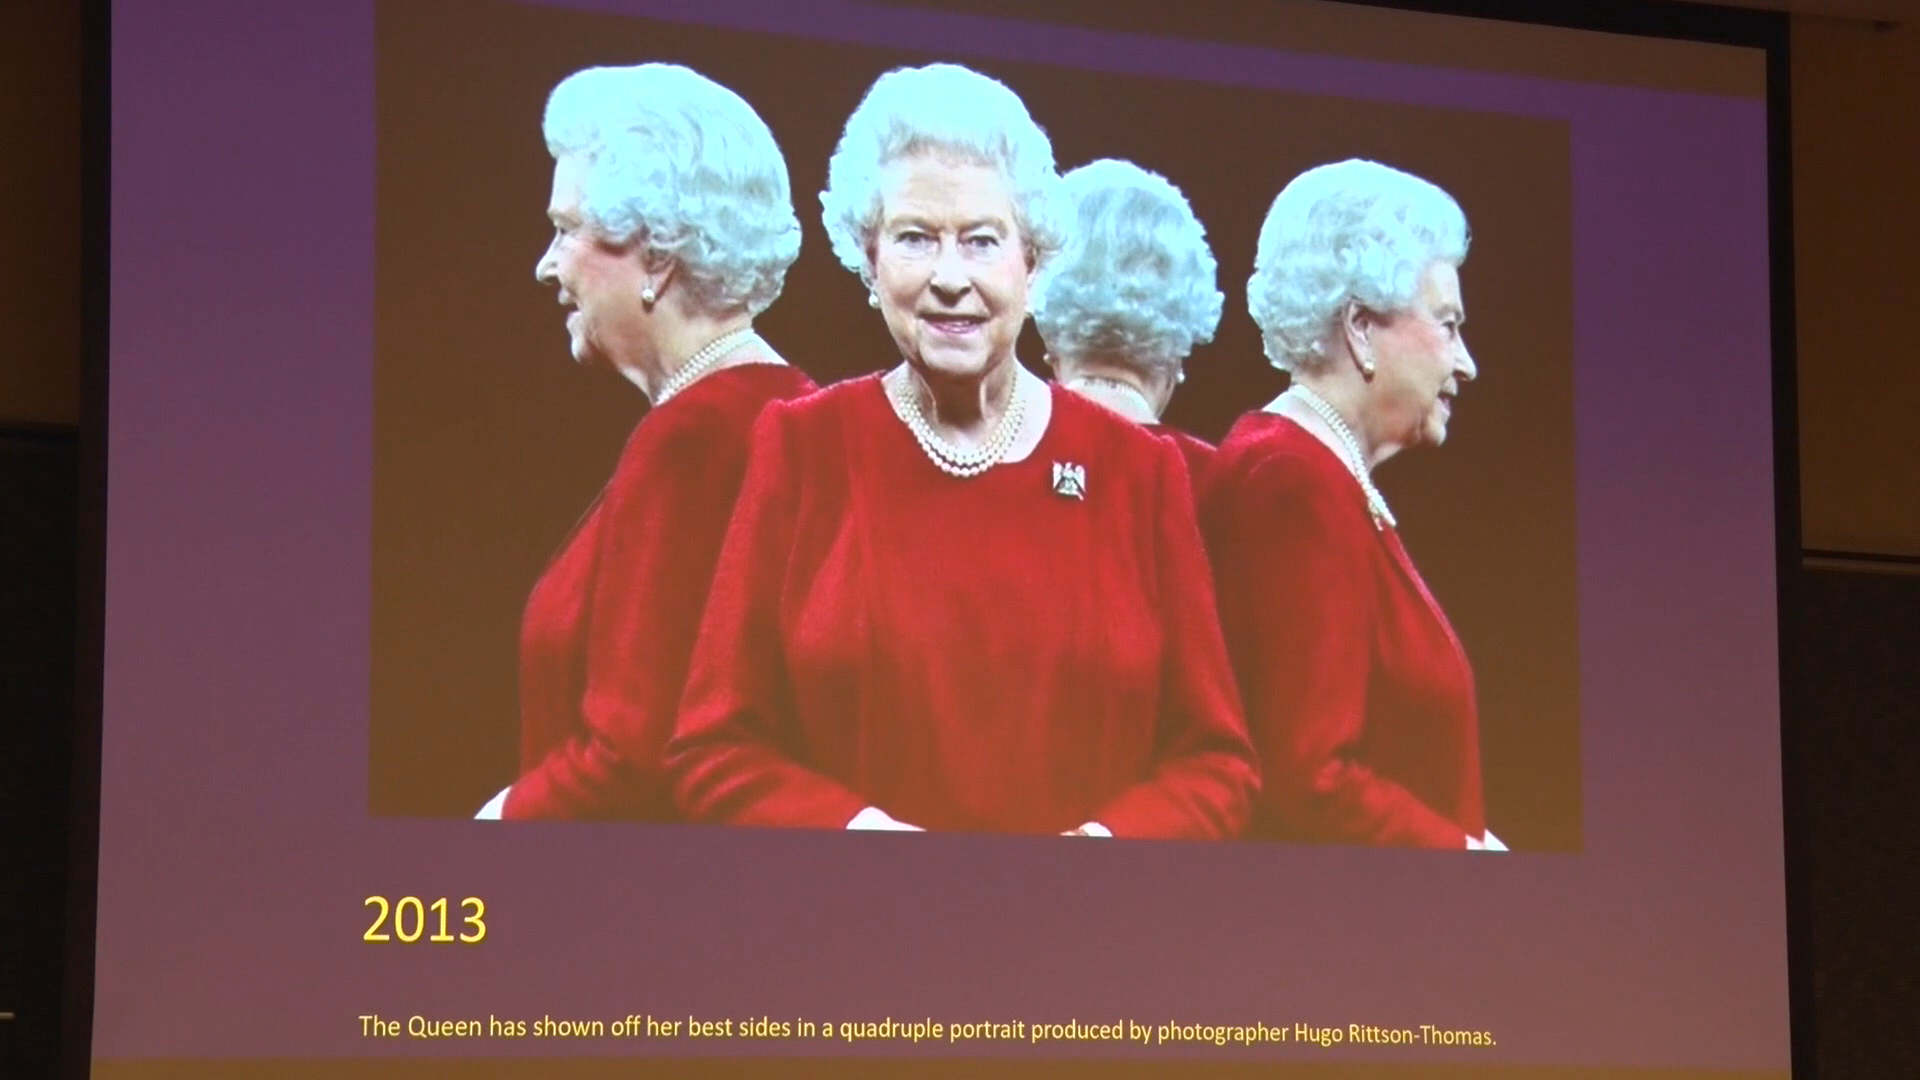 2013
The Queen has shown off her best sides in a quadruple portrait produced by photographer Hugo Rittson-Thomas.